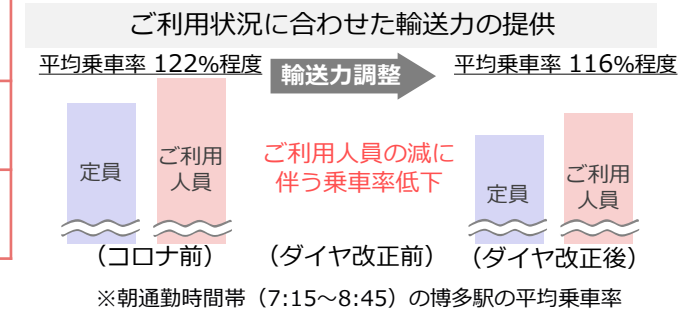 ご利用状況に合わせた輸送力の提供
平均乗車率 122%程度
輸送力調整
平均乗車率 116%程度
定員
ご利用
人員
ご利用人員の減に
伴う乗車率低下
定員
ご利用
人員
（コロナ前）
（ダイヤ改正前）
（ダイヤ改正後）
※朝通勤時間帯（7:15～8:45）の博多駅の平均乗車率